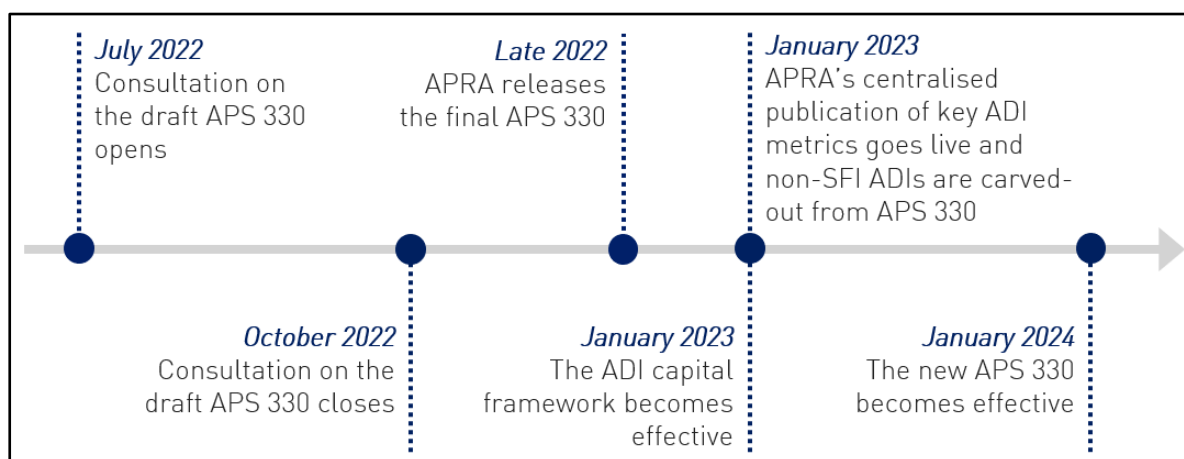 July 2022
Consultation on
the draft APS 330
opens
Late 2022
APRA releases
the final APS 330
January 2023
APRA's centralised
publication of key ADI
metrics goes live and
non-SFI ADIs are carved-
out from APS 330
October 2022
Consultation on the
draft APS 330 closes
January 2023
The ADI capital
framework becomes
effective
January 2024
The new APS 330
becomes effective